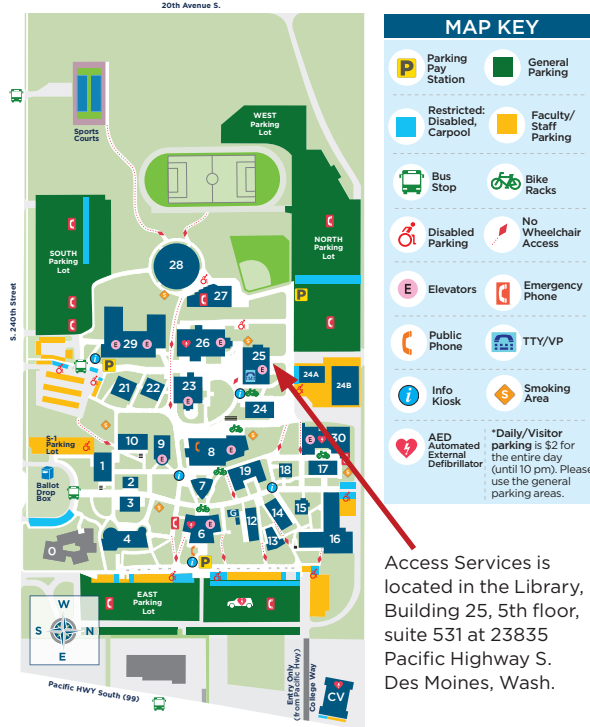 20th Avenue S.
Sports
Courts
WEST
Parking
Lot
SOUTH
Parking
Lot
NORTH
Parking
Lot
S. 240th Street
28
27
P
29
E
E
26
E
25
E
S
i
P
21
22
23
E
24
24A
24B
S-1
Parking
Lot
10
9
E
8
E
30
E
1
2
3
7
19
18
17
Ballot
Drop
Box
0
4
6
E
G
12
13
14
15
16
i
P
EAST
Parking
Lot
W
S
N
E
Pacific HWY South (99)
Entry Only
(from Pacific Hwy)
College Way
CV
MAP KEY
P
Parking
Pay
Station
General
Parking
Restricted:
Disabled,
Carpool
Faculty/
Staff
Parking
Bus
Stop
Bike
Racks
Disabled
Parking
No
Wheelchair
Access
E
Elevators
Emergency
Phone
Public
Phone
TTY/VP
i
Info
Kiosk
S
Smoking
Area
AED
Automated
External
Defibrillator
*Daily/Visitor
parking is $2 for
the entire day
(until 10 pm). Please
use the general
parking areas.
Access Services is
located in the Library,
Building 25, 5th floor,
suite 531 at 23835
Pacific Highway S.
Des Moines, Wash.